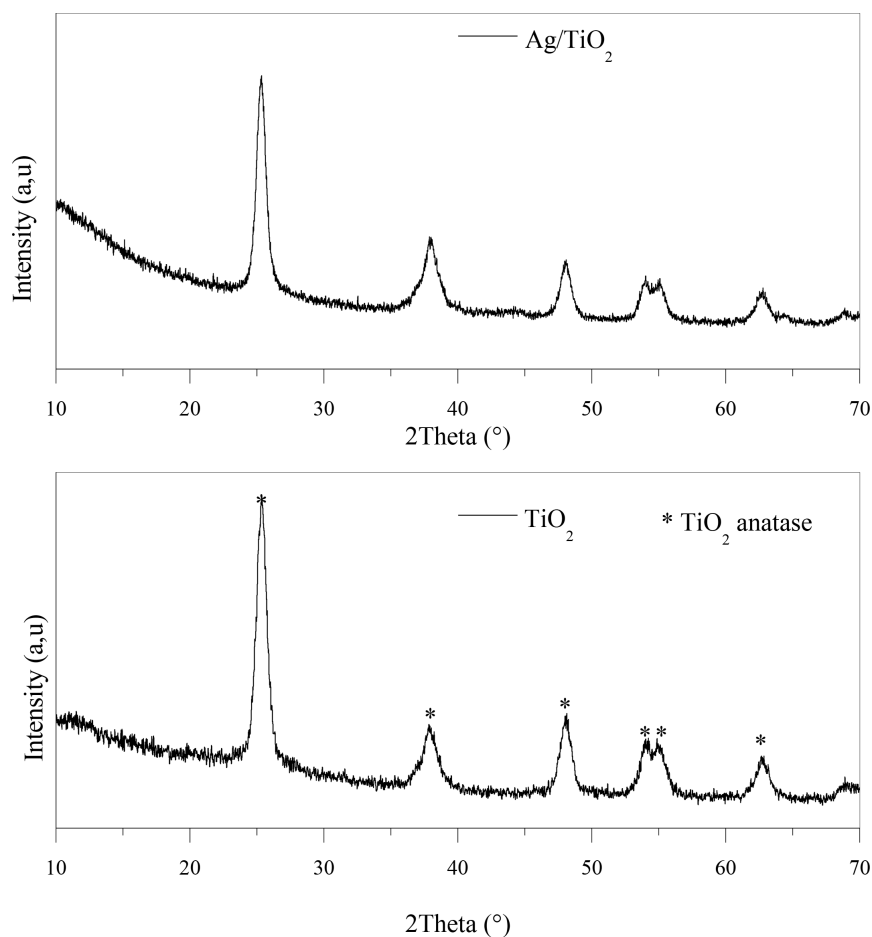 Ag/TiO₂
Intensity (a,u)
10 20 30 40 50 60 70
2Theta (°)
*
TiO₂
* TiO₂ anatase
Intensity (a,u)
* * * * *
10 20 30 40 50 60 70
2Theta (°)